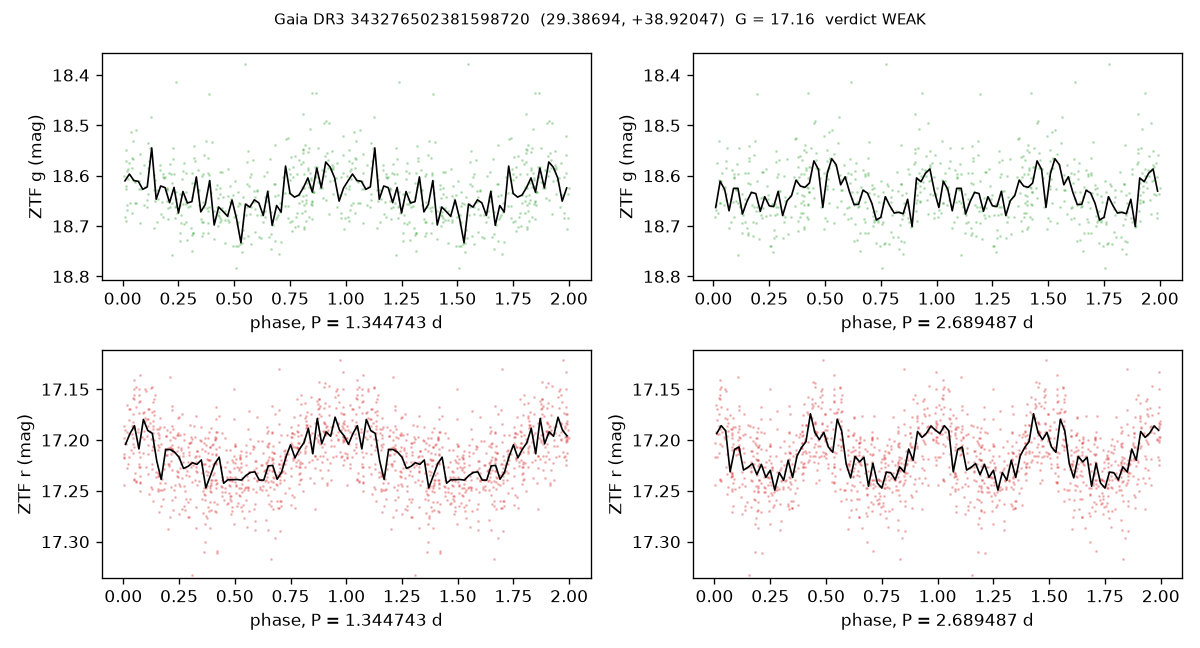 Gaia DR3 343276502381598720 (29.38694, +38.92047) G = 17.16 verdict WEAK
ZTF g (mag)
18.4
18.5
18.6
18.7
18.8
0.00 0.25 0.50 0.75 1.00 1.25 1.50 1.75 2.00
phase, P = 1.344743 d
ZTF g (mag)
18.4
18.5
18.6
18.7
18.8
0.00 0.25 0.50 0.75 1.00 1.25 1.50 1.75 2.00
phase, P = 2.689487 d
ZTF r (mag)
17.15
17.20
17.25
17.30
0.00 0.25 0.50 0.75 1.00 1.25 1.50 1.75 2.00
phase, P = 1.344743 d
ZTF r (mag)
17.15
17.20
17.25
17.30
0.00 0.25 0.50 0.75 1.00 1.25 1.50 1.75 2.00
phase, P = 2.689487 d